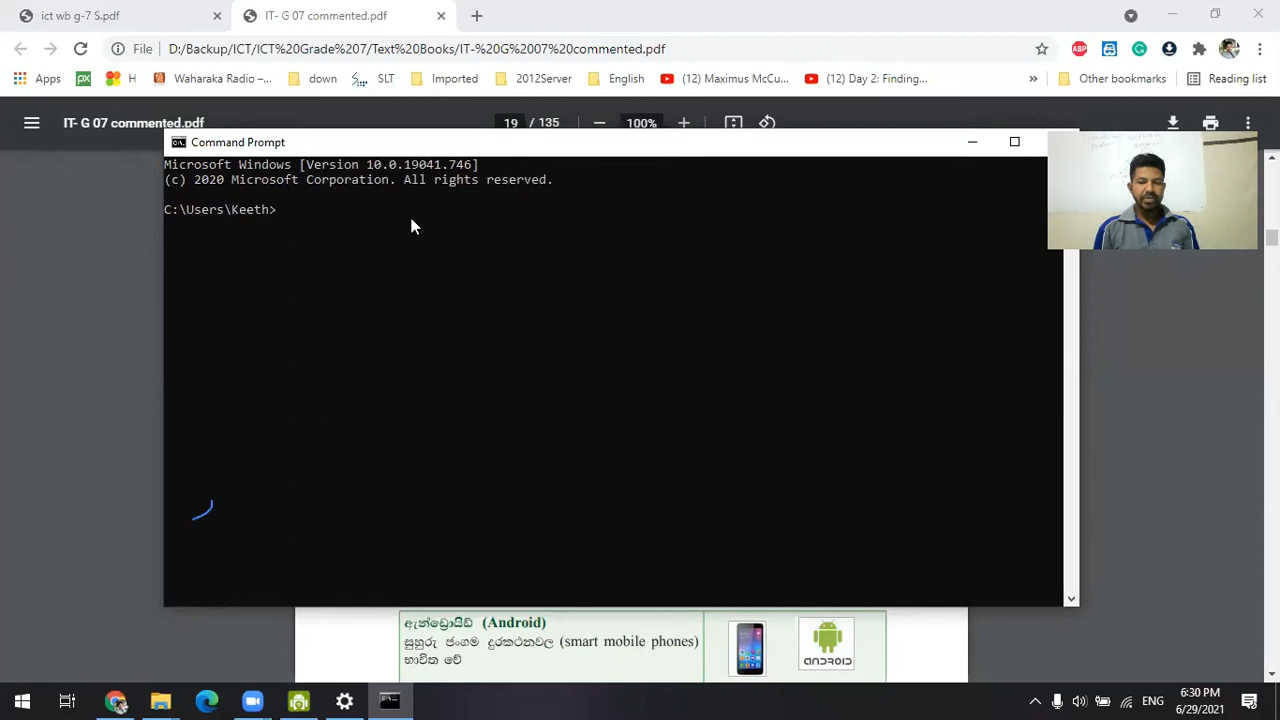 ict wb g-7 S.pdf
IT- G 07 commented.pdf
File
D:/Backup/ICT/ICT%20Grade%207/Text%20Books/IT-%20G%2007%20commented.pdf
ABP
Apps
px
H
Waharaka Radio –...
down
SLT
Imported
2012Server
English
(12) Maximus McCu...
(12) Day 2: Finding...
»
Other bookmarks
Reading list
IT- G 07 commented.pdf
19 / 135
100%
Command Prompt
Microsoft Windows [Version 10.0.19041.746]
(c) 2020 Microsoft Corporation. All rights reserved.
C:\Users\Keeth>
ඇන්ඩ්‍රොයිඩ් (Android)
සුහුරු ජංගම දුරකථනවල (smart mobile phones)
භාවිත වේ
ANDROID
ENG
6:30 PM
6/29/2021